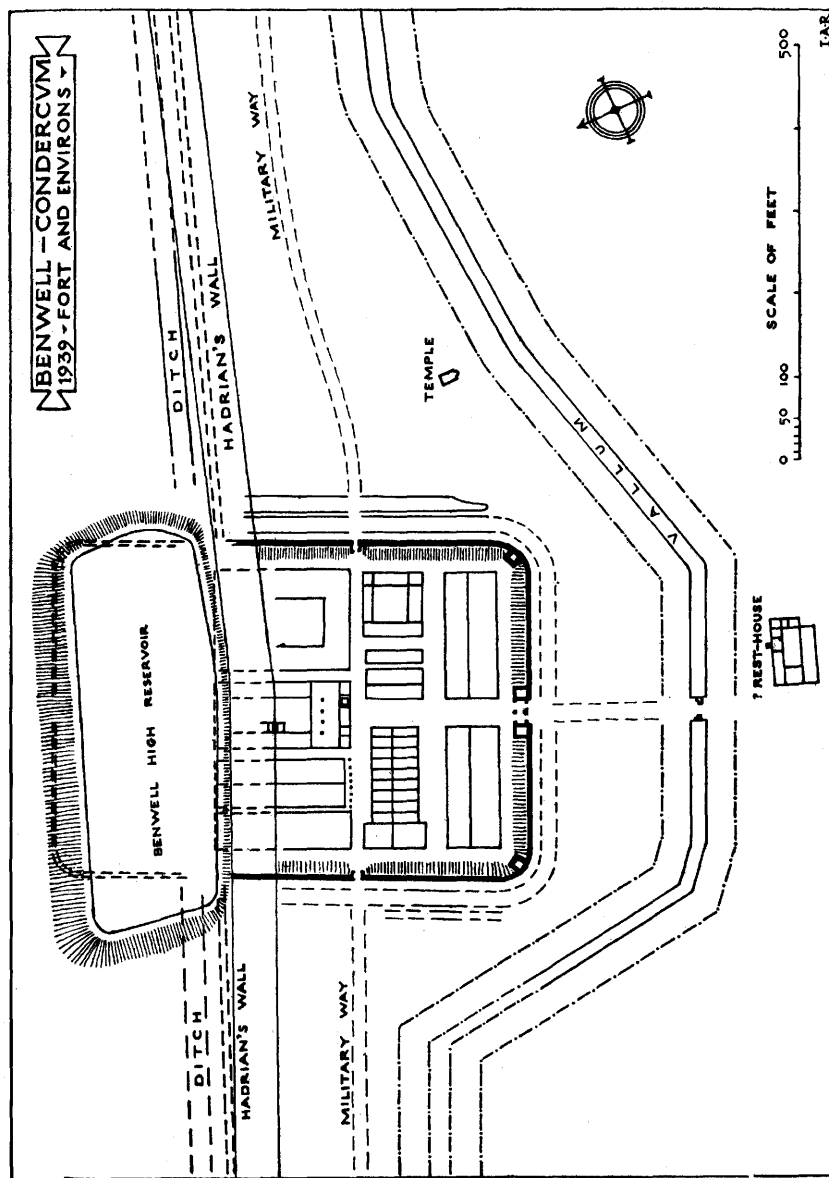 BENWELL – CONDERCVM
1939 - FORT AND ENVIRONS -
DITCH
HADRIAN'S WALL
MILITARY WAY
BENWELL HIGH RESERVOIR
TEMPLE
VALLUM
DITCH
HADRIAN'S WALL
MILITARY WAY
? REST-HOUSE
SCALE OF FEET
0 50 100 500
I.A.R.